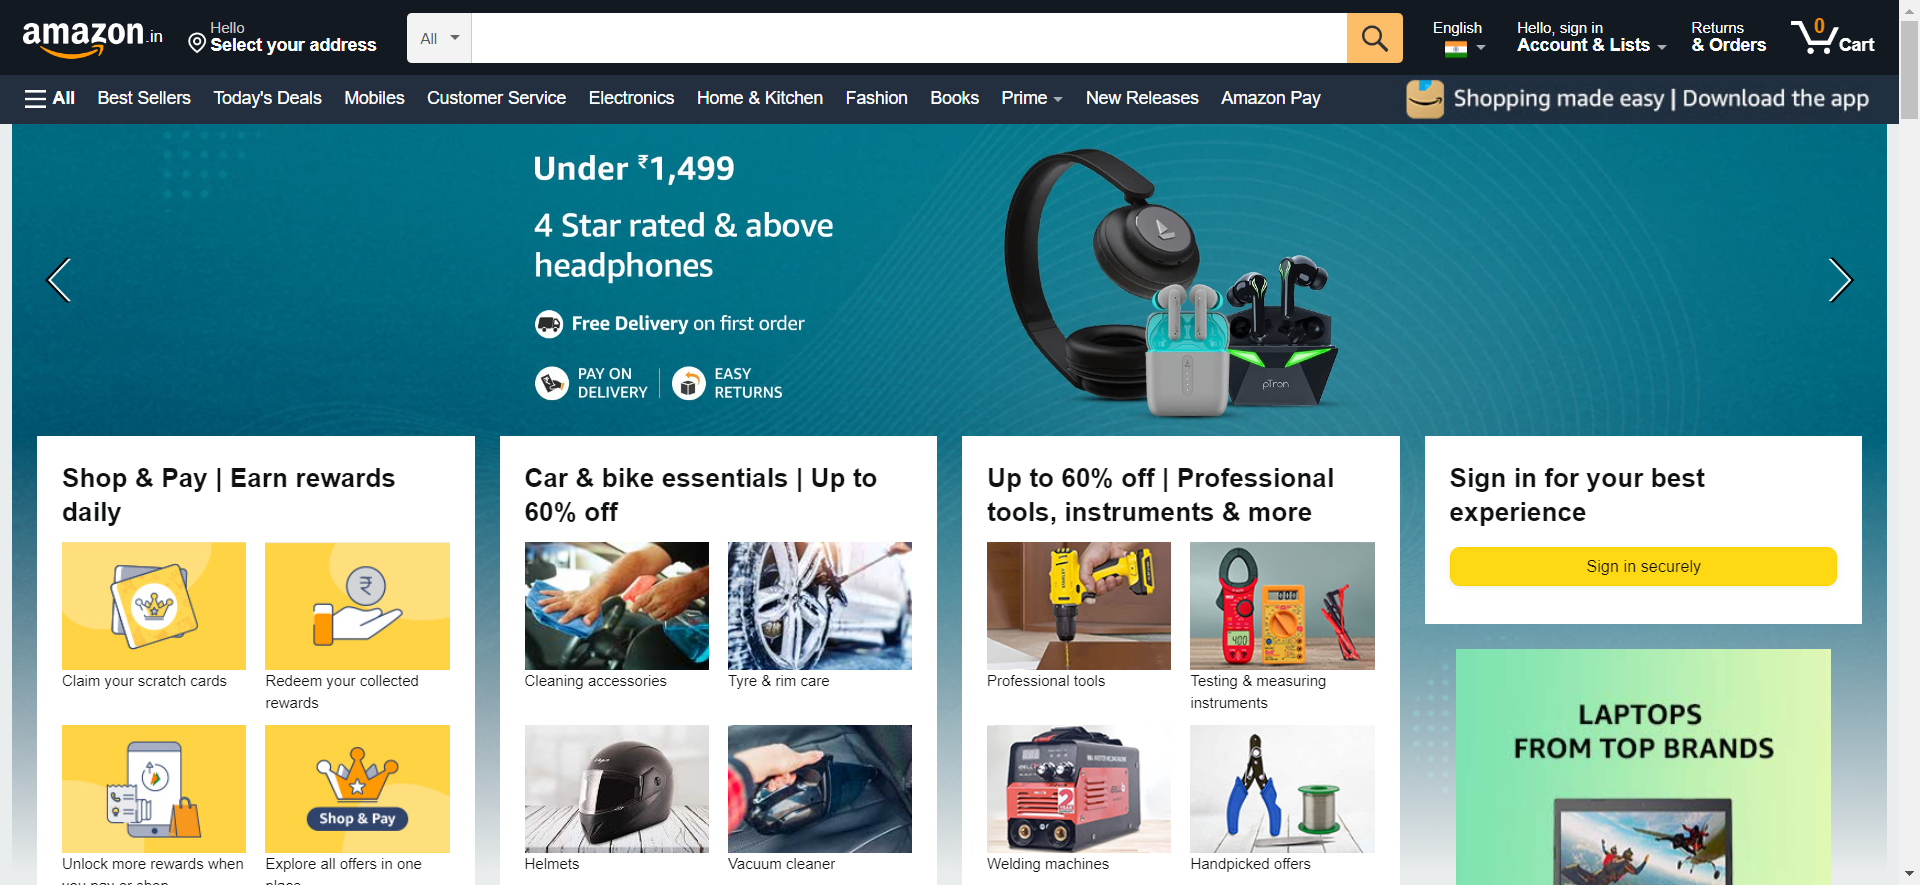 amazon.in
Hello
Select your address
All
English
Hello, sign in
Account & Lists
Returns
& Orders
0
Cart
All
Best Sellers
Today's Deals
Mobiles
Customer Service
Electronics
Home & Kitchen
Fashion
Books
Prime
New Releases
Amazon Pay
Shopping made easy | Download the app
Under ₹1,499
4 Star rated & above
headphones
Free Delivery on first order
PAY ON
DELIVERY
EASY
RETURNS
pTron
Shop & Pay | Earn rewards
daily
Claim your scratch cards
Redeem your collected
rewards
Shop & Pay
Unlock more rewards when
you pay or shop
Explore all offers in one
place
Car & bike essentials | Up to
60% off
Cleaning accessories
Tyre & rim care
Helmets
Vacuum cleaner
Up to 60% off | Professional
tools, instruments & more
Professional tools
Testing & measuring
instruments
Welding machines
Handpicked offers
Sign in for your best
experience
Sign in securely
LAPTOPS
FROM TOP BRANDS